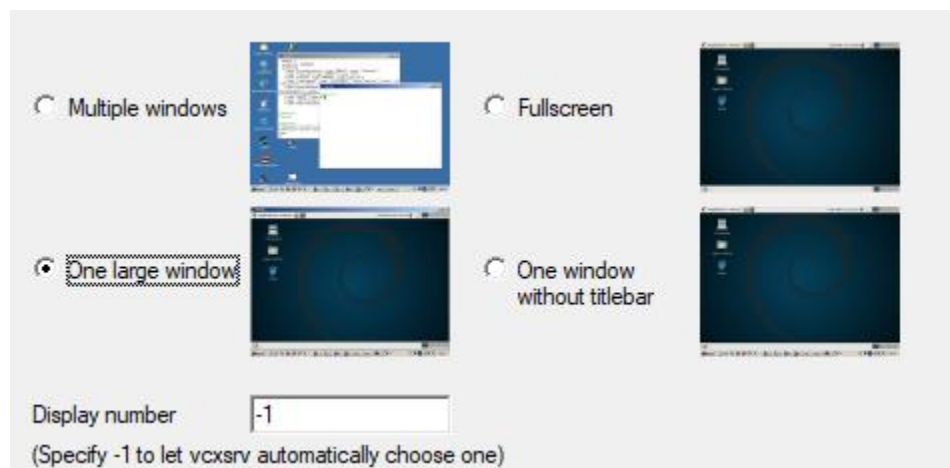 Multiple windows
Fullscreen
One large window
One window
without titlebar
Display number
-1
(Specify -1 to let vcxsrv automatically choose one)